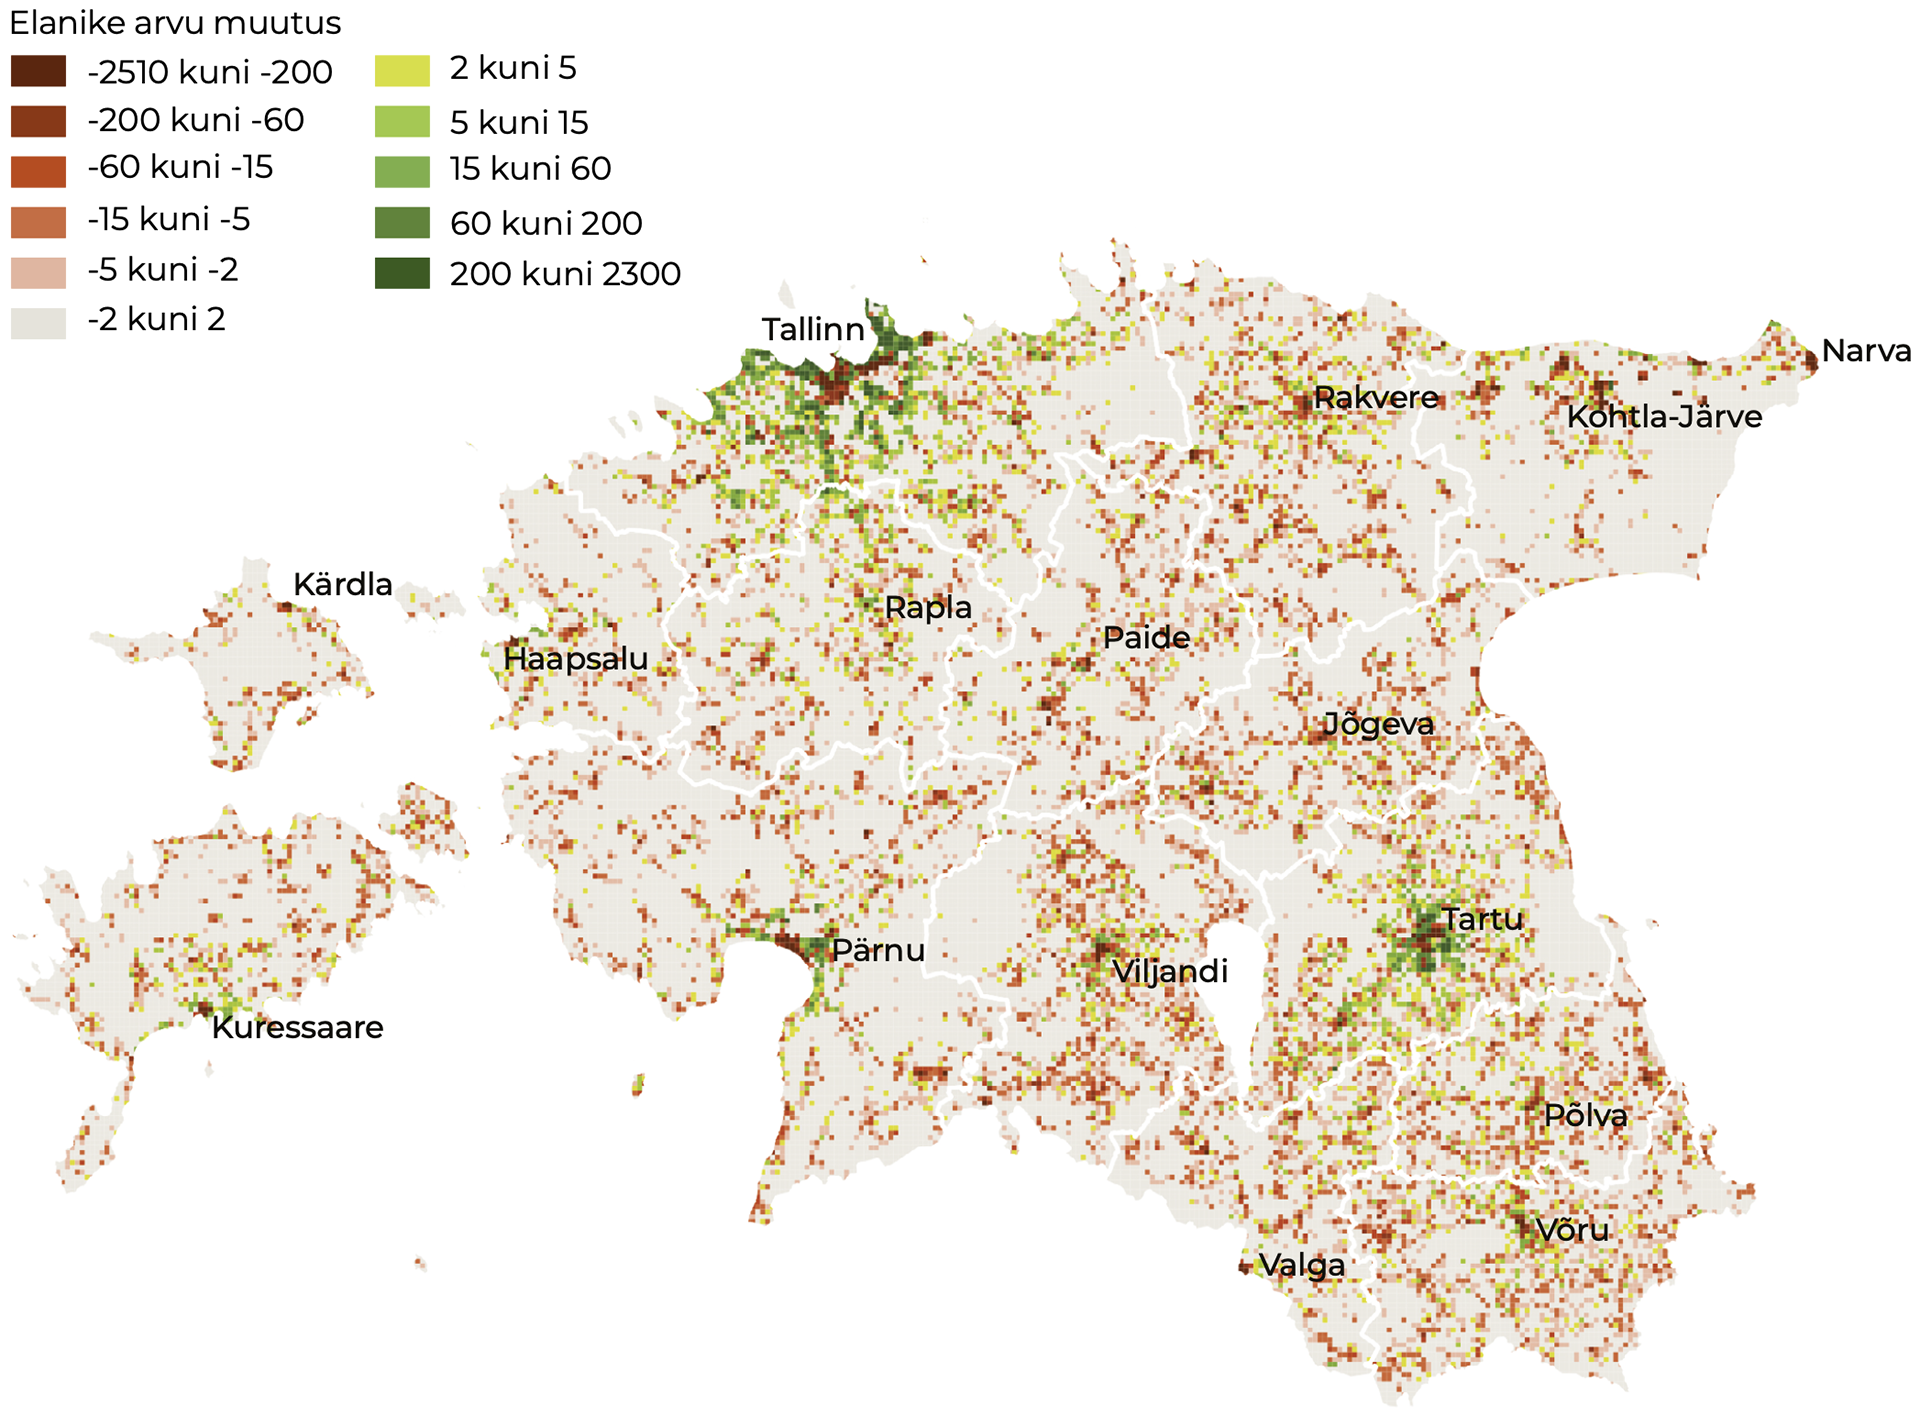 Elanike arvu muutus
-2510 kuni -200
-200 kuni -60
-60 kuni -15
-15 kuni -5
-5 kuni -2
-2 kuni 2
2 kuni 5
5 kuni 15
15 kuni 60
60 kuni 200
200 kuni 2300
Tallinn
Narva
Rakvere
Kohtla-Järve
Kärdla
Rapla
Paide
Haapsalu
Jõgeva
Tartu
Pärnu
Viljandi
Kuressaare
Põlva
Võru
Valga